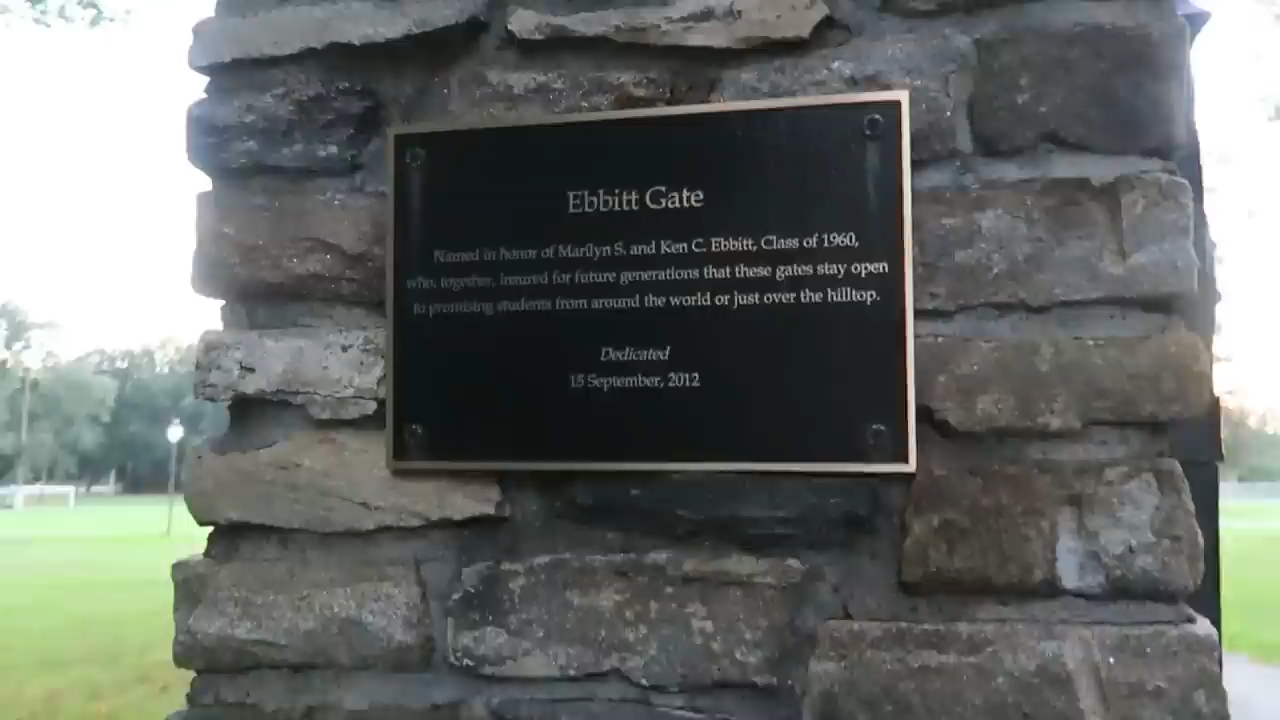 Ebbitt Gate
Named in honor of Marilyn S. and Ken C. Ebbitt, Class of 1960,
who, together, insured for future generations that these gates stay open
to promising students from around the world or just over the hilltop.
Dedicated
15 September, 2012